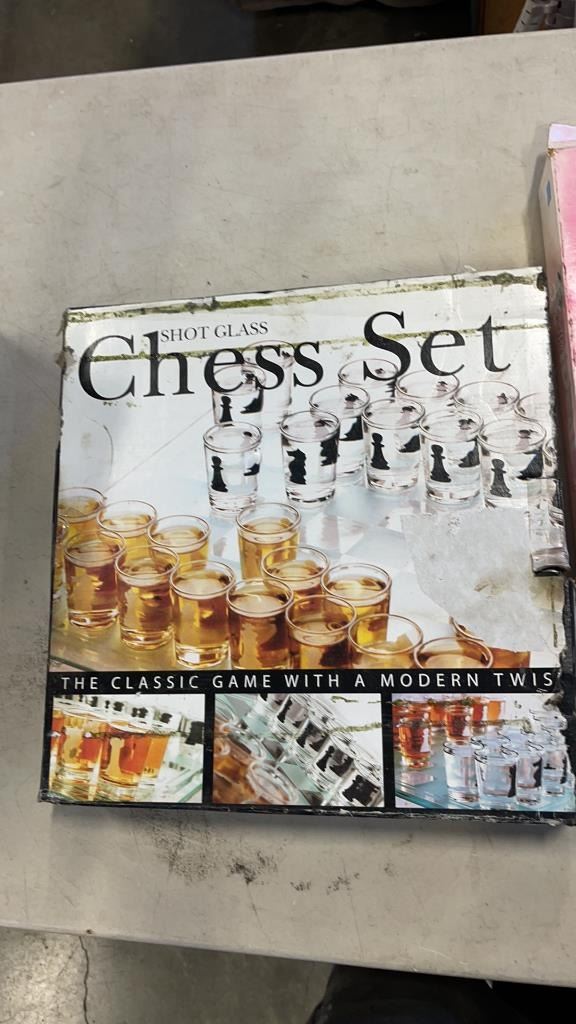 SHOT GLASS
Chess Set
THE CLASSIC GAME WITH A MODERN TWIS